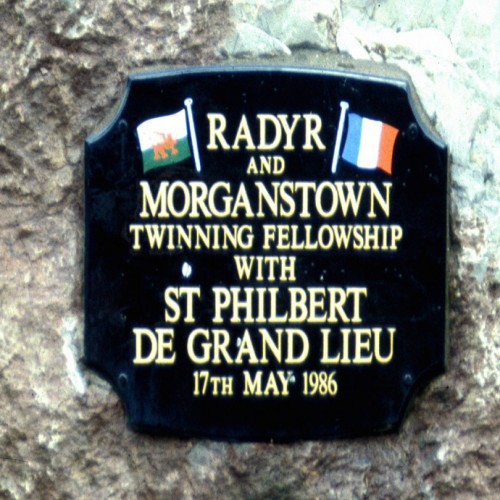 RADYR
AND
MORGANSTOWN
TWINNING FELLOWSHIP
WITH
ST PHILBERT
DE GRAND LIEU
17TH MAY 1986